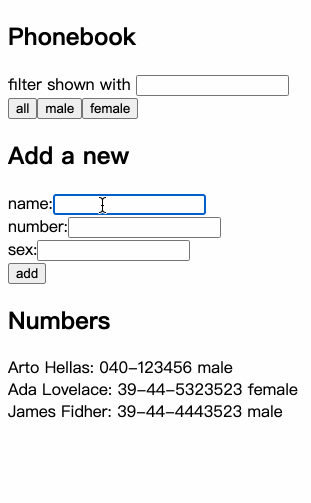 Phonebook
filter shown with
all male female
Add a new
name:
number:
sex:
add
Numbers
Arto Hellas: 040-123456 male
Ada Lovelace: 39-44-5323523 female
James Fidher: 39-44-4443523 male